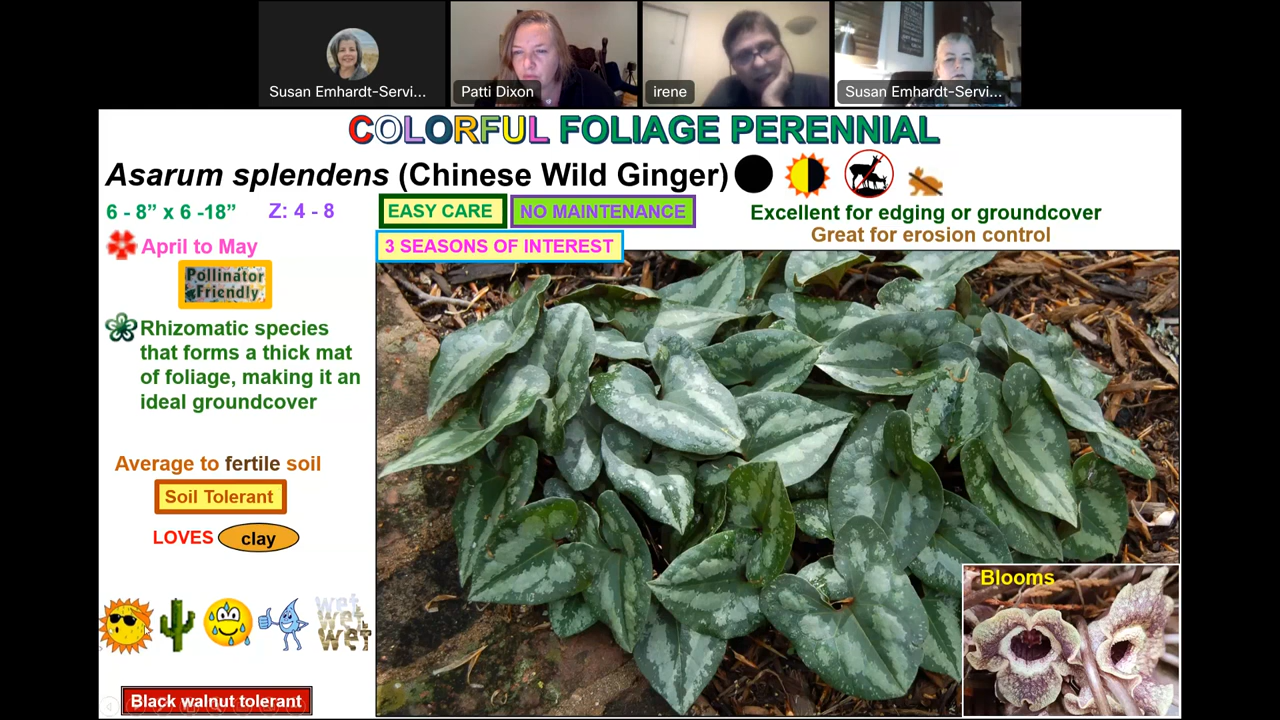 Susan Emhardt-Servi...
Patti Dixon
irene
Susan Emhardt-Servi...
COLORFUL FOLIAGE PERENNIAL
Asarum splendens (Chinese Wild Ginger)
6 - 8” x 6 -18” Z: 4 - 8
EASY CARE
NO MAINTENANCE
Excellent for edging or groundcover
Great for erosion control
April to May
3 SEASONS OF INTEREST
Pollinator
Friendly
Rhizomatic species
that forms a thick mat
of foliage, making it an
ideal groundcover
Average to fertile soil
Soil Tolerant
LOVES clay
wet
wet
wet
Black walnut tolerant
Blooms